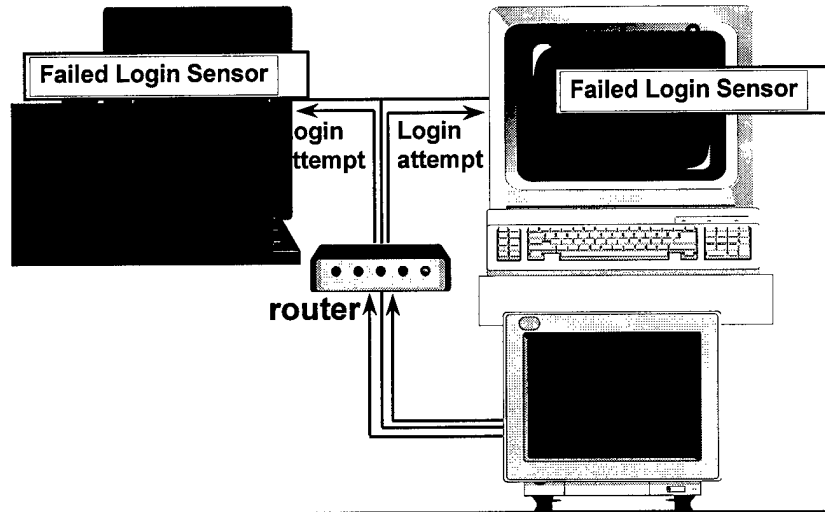 Failed Login Sensor
Failed Login Sensor
ogin
ttempt
Login
attempt
router